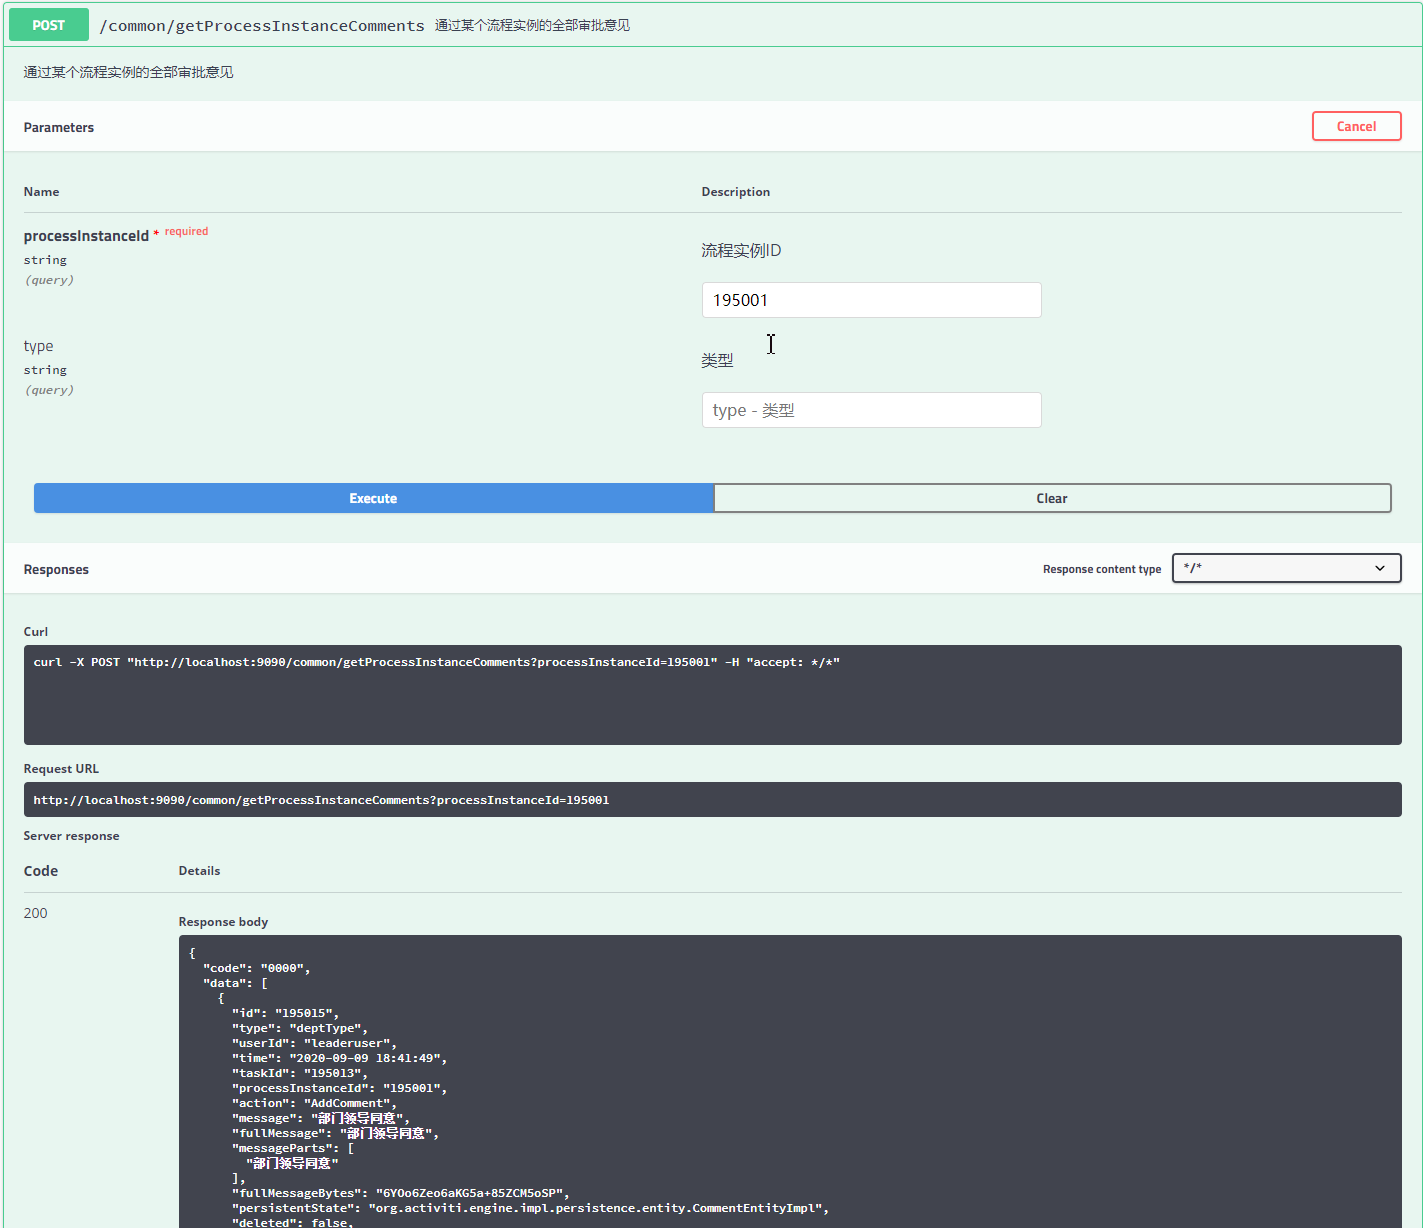 POST /common/getProcessInstanceComments 通过某个流程实例的全部审批意见
通过某个流程实例的全部审批意见
Parameters Cancel
Name Description
processInstanceId * required
string
(query)
流程实例ID
195001
type
string
(query)
类型
type - 类型
Execute Clear
Responses Response content type */*
Curl
curl -X POST "http://localhost:9090/common/getProcessInstanceComments?processInstanceId=195001" -H "accept: */*"
Request URL
http://localhost:9090/common/getProcessInstanceComments?processInstanceId=195001
Server response
Code Details
200
Response body
{
"code": "0000",
"data": [
{
"id": "195015",
"type": "deptType",
"userId": "leaderuser",
"time": "2020-09-09 18:41:49",
"taskId": "195013",
"processInstanceId": "195001",
"action": "AddComment",
"message": "部门领导同意",
"fullMessage": "部门领导同意",
"messageParts": [
"部门领导同意"
],
"fullMessageBytes": "6YOo6Zeo6aKG5a+85ZCM5oSP",
"persistentState": "org.activiti.engine.impl.persistence.entity.CommentEntityImpl",
"deleted": false,